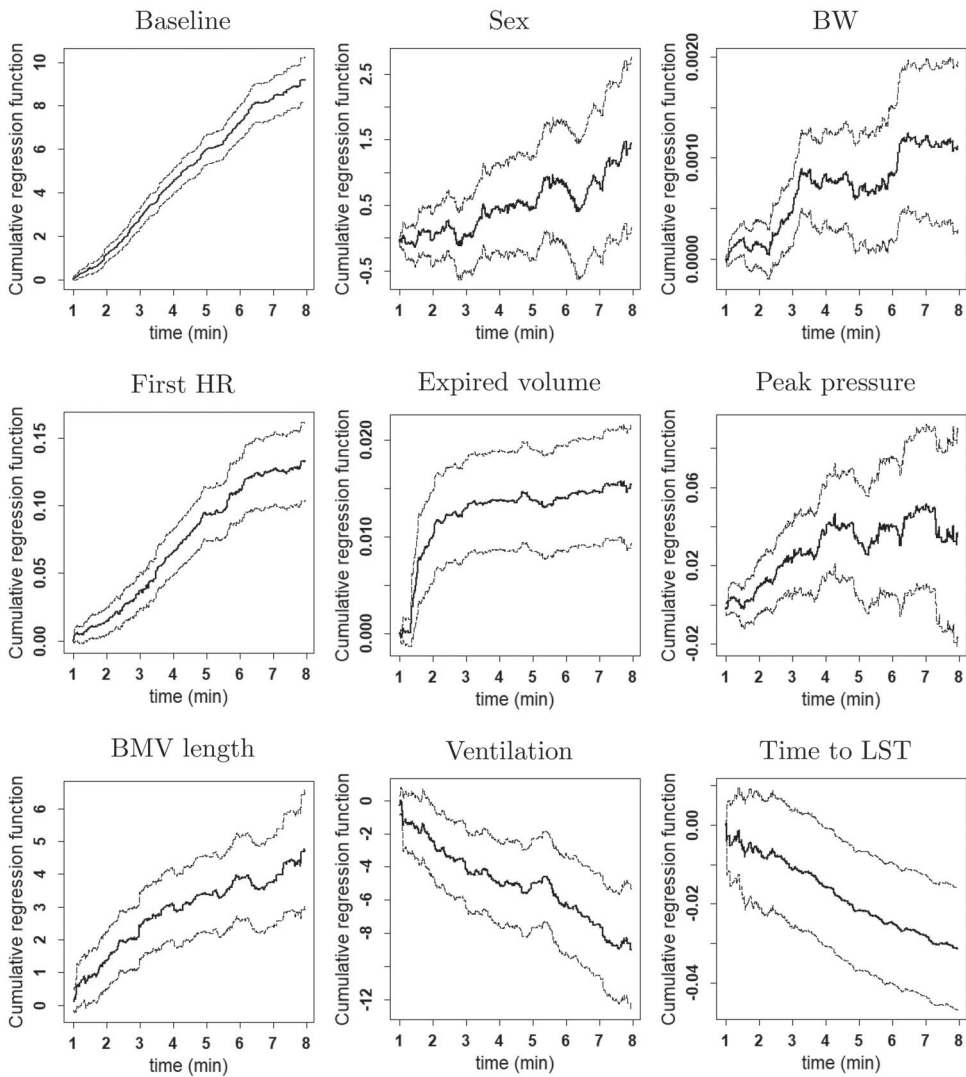 Baseline
Cumulative regression function
10
8
6
4
2
0
1 2 3 4 5 6 7 8
time (min)
Sex
Cumulative regression function
2.5
1.5
0.5
-0.5
1 2 3 4 5 6 7 8
time (min)
BW
Cumulative regression function
0.0020
0.0010
0.0000
1 2 3 4 5 6 7 8
time (min)
First HR
Cumulative regression function
0.15
0.10
0.05
0.00
1 2 3 4 5 6 7 8
time (min)
Expired volume
Cumulative regression function
0.020
0.010
0.000
1 2 3 4 5 6 7 8
time (min)
Peak pressure
Cumulative regression function
0.06
0.02
-0.02
1 2 3 4 5 6 7 8
time (min)
BMV length
Cumulative regression function
6
5
4
3
2
1
0
1 2 3 4 5 6 7 8
time (min)
Ventilation
Cumulative regression function
0
-2
-4
-6
-8
-12
1 2 3 4 5 6 7 8
time (min)
Time to LST
Cumulative regression function
0.00
-0.02
-0.04
1 2 3 4 5 6 7 8
time (min)